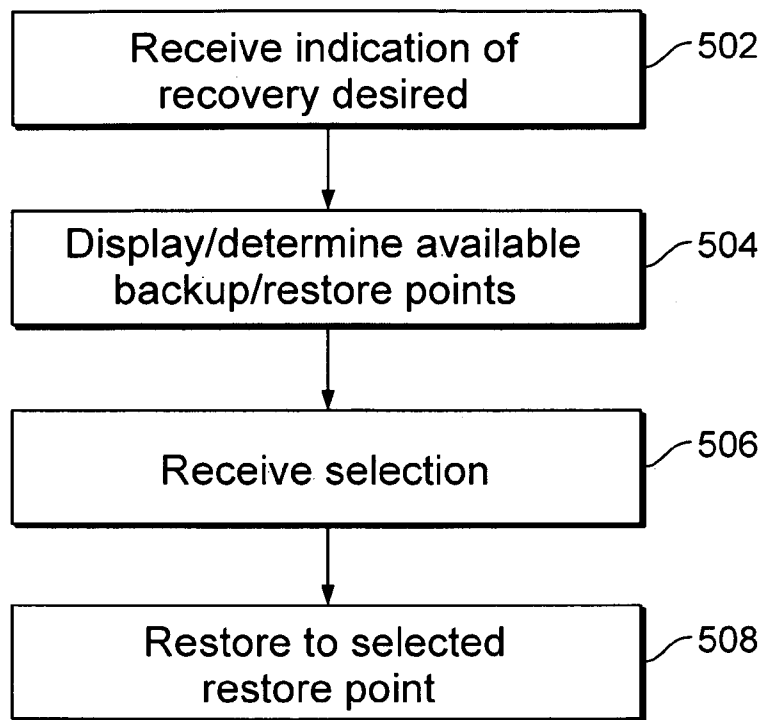 Receive indication of
recovery desired
502
Display/determine available
backup/restore points
504
Receive selection
506
Restore to selected
restore point
508